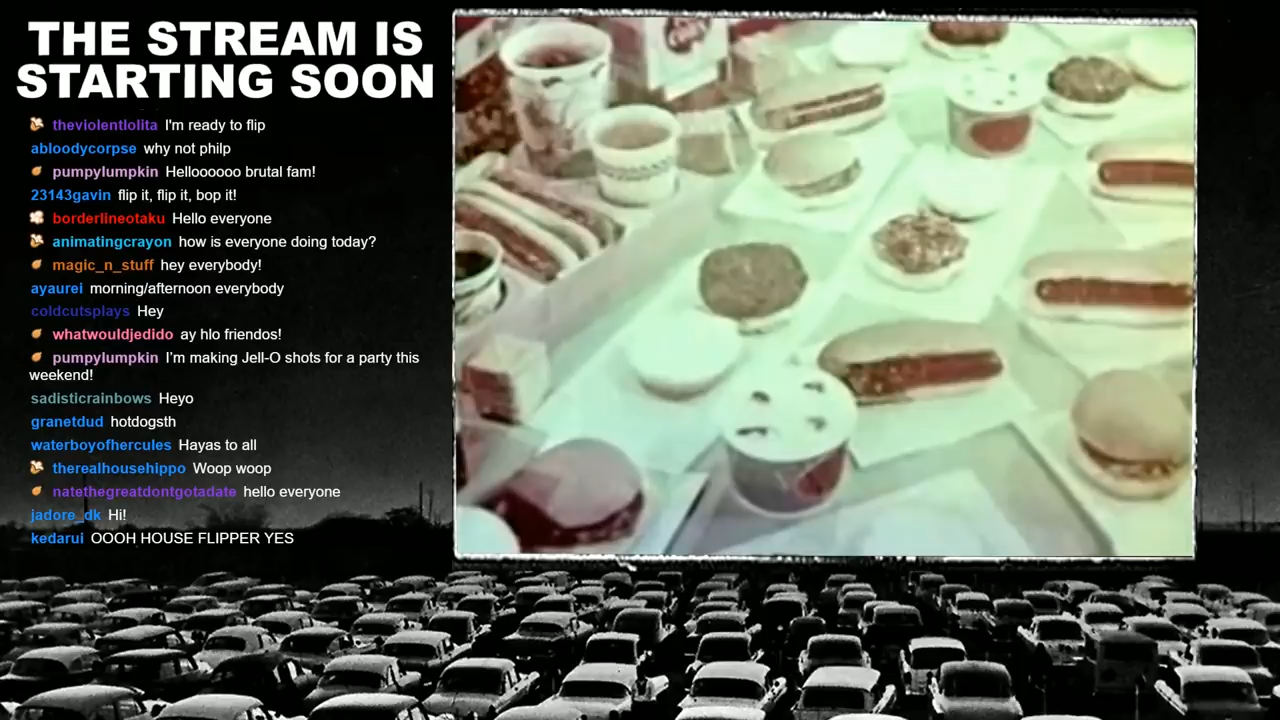 THE STREAM IS
STARTING SOON
theviolentlolita I'm ready to flip
abloodycorpse why not philp
pumpylumpkin Helloooooo brutal fam!
23143gavin flip it, flip it, bop it!
borderlineotaku Hello everyone
animatingcrayon how is everyone doing today?
magic_n_stuff hey everybody!
ayaurei morning/afternoon everybody
coldcutsplays Hey
whatwouldjedido ay hlo friendos!
pumpylumpkin I'm making Jell-O shots for a party this
weekend!
sadisticrainbows Heyo
granetdud hotdogsth
waterboyofhercules Hayas to all
therealhousehippo Woop woop
natethegreatdontgotadate hello everyone
jadore_dk Hi!
kedarui OOOH HOUSE FLIPPER YES